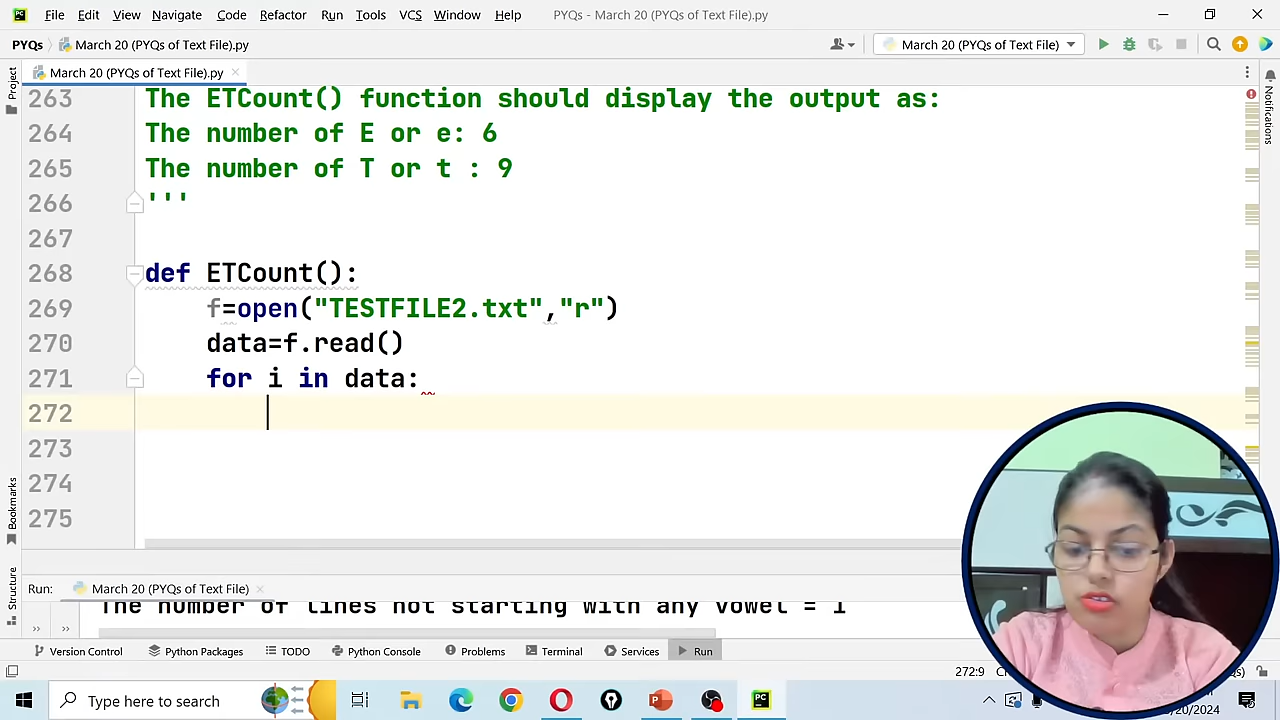 File Edit View Navigate Code Refactor Run Tools VCS Window Help PYQs - March 20 (PYQs of Text File).py
PYQs March 20 (PYQs of Text File).py March 20 (PYQs of Text File)
March 20 (PYQs of Text File).py
Project
Notifications
263 The ETCount() function should display the output as:
264 The number of E or e: 6
265 The number of T or t : 9
266 '''
267
268 def ETCount():
269 f=open("TESTFILE2.txt","r")
270 data=f.read()
271 for i in data:
272
273
274
275
Bookmarks
Structure
Run: March 20 (PYQs of Text File)
The number of lines not starting with any vowel = 1
Version Control Python Packages TODO Python Console Problems Terminal Services Run
272:9
Type here to search
/20/2024